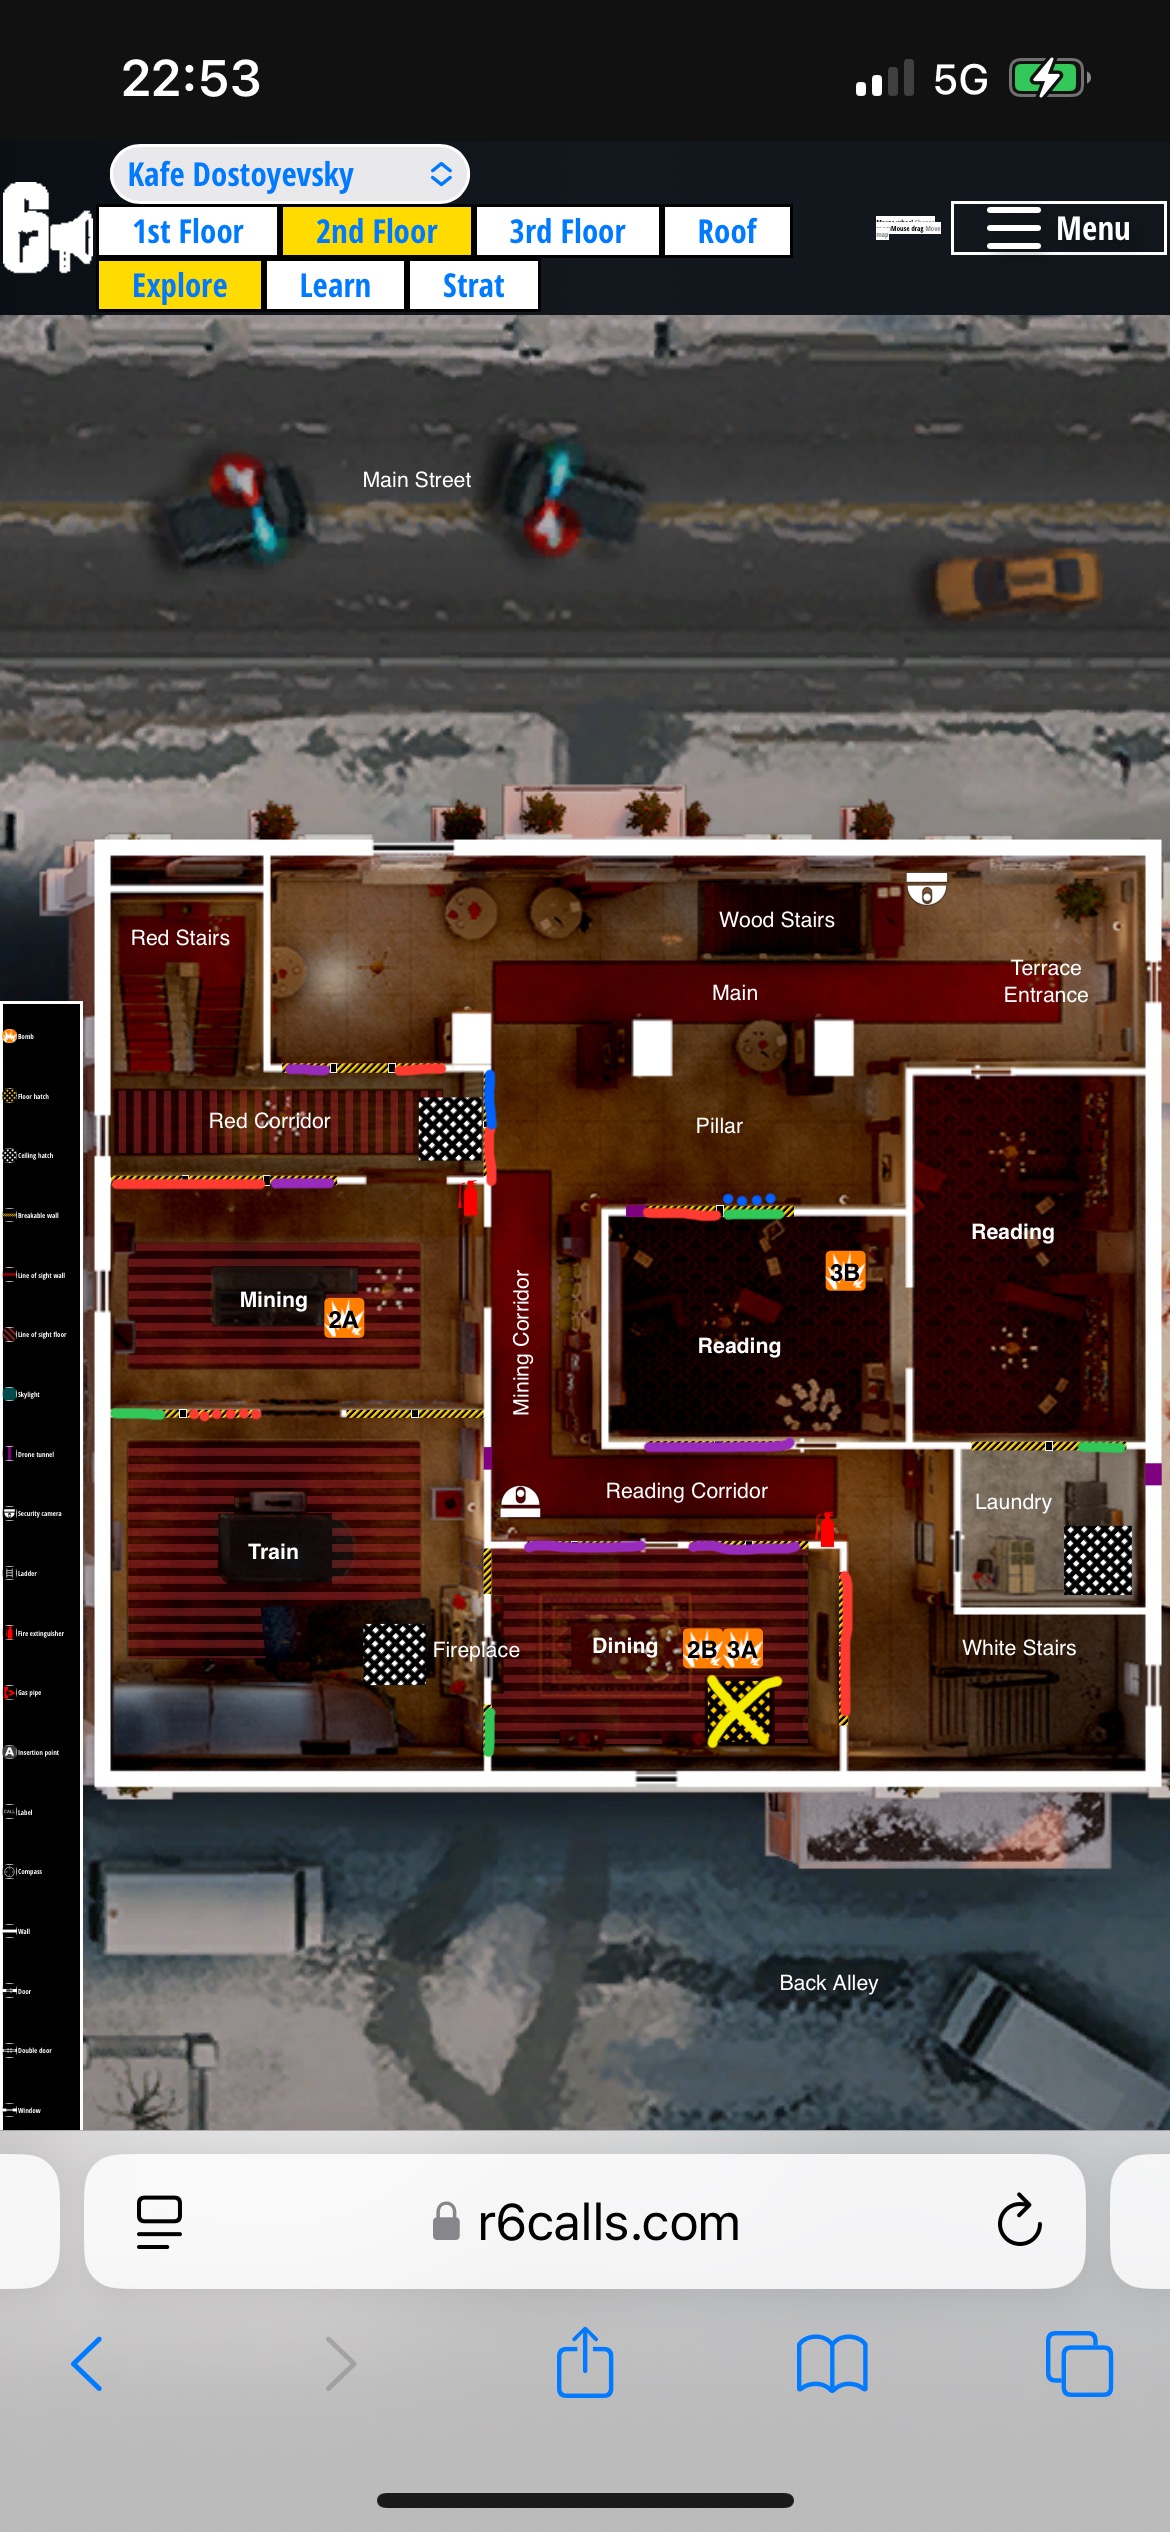 22:53
5G
Kafe Dostoyevsky
1st Floor
2nd Floor
3rd Floor
Roof
Explore
Learn
Strat
Mouse drag Move
Menu
6
Main Street
Red Stairs
Wood Stairs
Main
Terrace
Entrance
Red Corridor
Pillar
Mining
2A
Mining Corridor
3B
Reading
Reading
Reading Corridor
Laundry
Train
Fireplace
Dining
2B
3A
White Stairs
Back Alley
Bomb
Floor hatch
Ceiling hatch
Breakable wall
Line of sight wall
Line of sight floor
Skylight
Drone tunnel
Security camera
Ladder
Fire extinguisher
Gas pipe
A
Insertion point
Label
Compass
Wall
Door
Double door
Window
r6calls.com